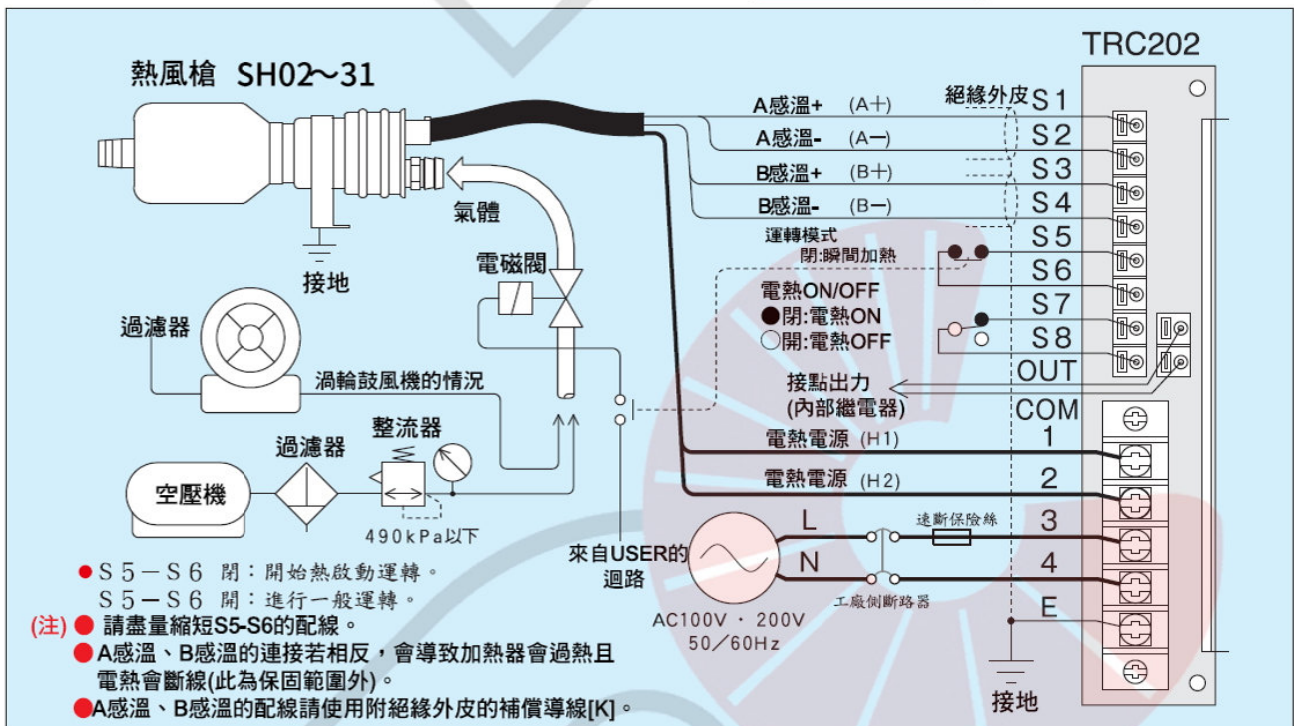 TRC202
熱風槍 SH02～31
A感溫+ (A＋)
絕緣外皮
S1
A感溫- (A－)
S2
B感溫+ (B＋)
S3
B感溫- (B－)
S4
氣體
運轉模式
閉:瞬間加熱
S5
電磁閥
S6
接地
電熱ON/OFF
●閉:電熱ON
○開:電熱OFF
S7
S8
過濾器
OUT
渦輪鼓風機的情況
接點出力
(內部繼電器)
COM
整流器
過濾器
電熱電源 (H1)
1
空壓機
電熱電源 (H2)
2
490kPa以下
L
速斷保險絲
3
來自USER的
迴路
N
4
工廠側斷路器
AC100V・200V
50／60Hz
E
接地
● S5－S6 閉：開始熱啟動運轉。
S5－S6 開：進行一般運轉。
(注) ● 請盡量縮短S5-S6的配線。
● A感溫、B感溫的連接若相反，會導致加熱器會過熱且
電熱會斷線(此為保固範圍外)。
●A感溫、B感溫的配線請使用附絕緣外皮的補償導線[K]。